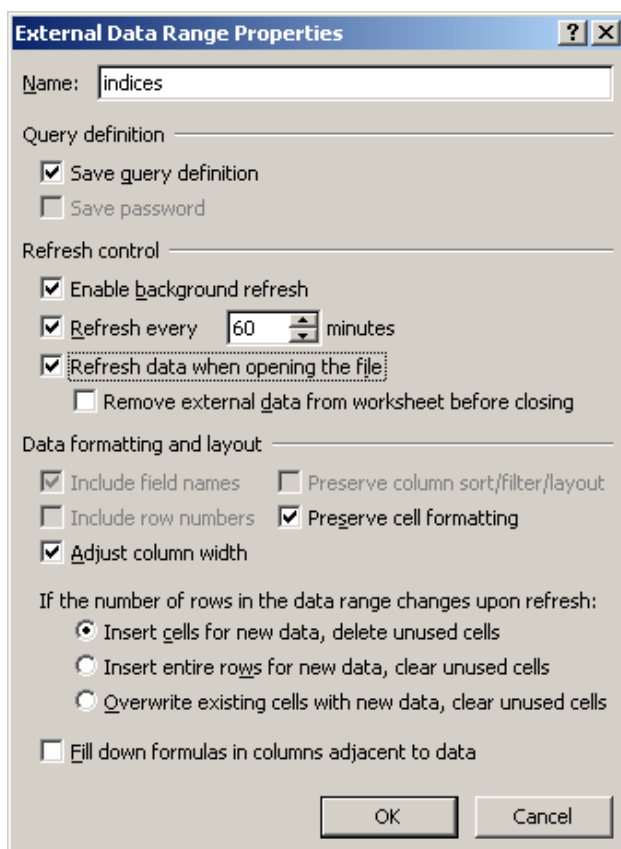 External Data Range Properties
Name: indices
Query definition
Save query definition
Save password
Refresh control
Enable background refresh
Refresh every 60 minutes
Refresh data when opening the file
Remove external data from worksheet before closing
Data formatting and layout
Include field names Preserve column sort/filter/layout
Include row numbers Preserve cell formatting
Adjust column width
If the number of rows in the data range changes upon refresh:
Insert cells for new data, delete unused cells
Insert entire rows for new data, clear unused cells
Overwrite existing cells with new data, clear unused cells
Fill down formulas in columns adjacent to data
OK Cancel